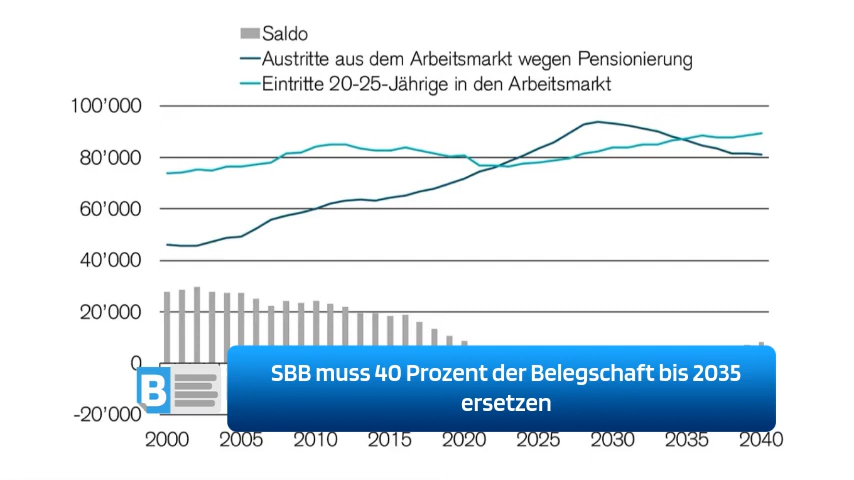 Saldo
Austritte aus dem Arbeitsmarkt wegen Pensionierung
Eintritte 20-25-Jährige in den Arbeitsmarkt
100'000
80'000
60'000
40'000
20'000
0
-20'000
B
SBB muss 40 Prozent der Belegschaft bis 2035
ersetzen
2000 2005 2010 2015 2020 2025 2030 2035 2040